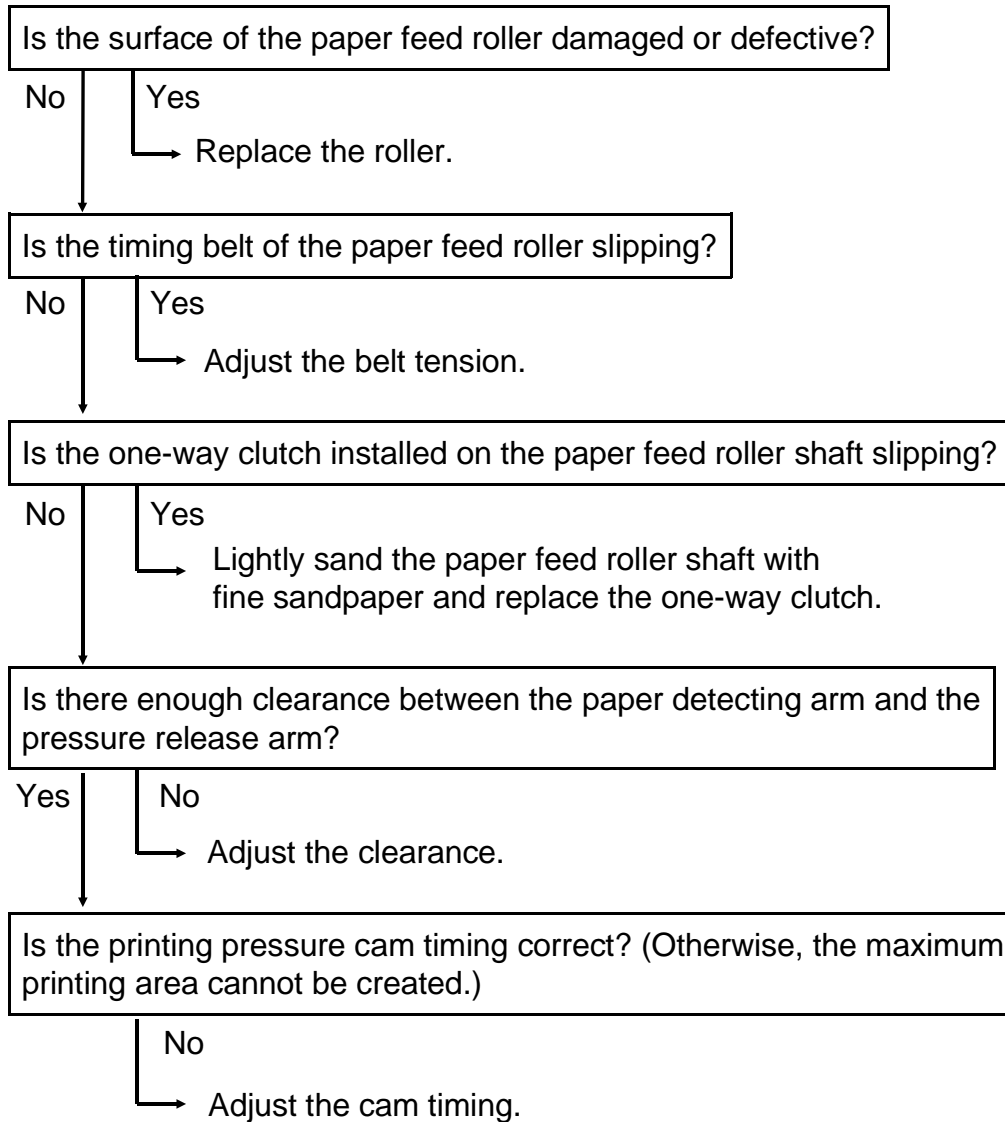 Is the surface of the paper feed roller damaged or defective?
No
Yes
Replace the roller.
Is the timing belt of the paper feed roller slipping?
No
Yes
Adjust the belt tension.
Is the one-way clutch installed on the paper feed roller shaft slipping?
No
Yes
Lightly sand the paper feed roller shaft with
fine sandpaper and replace the one-way clutch.
Is there enough clearance between the paper detecting arm and the
pressure release arm?
Yes
No
Adjust the clearance.
Is the printing pressure cam timing correct? (Otherwise, the maximum
printing area cannot be created.)
No
Adjust the cam timing.